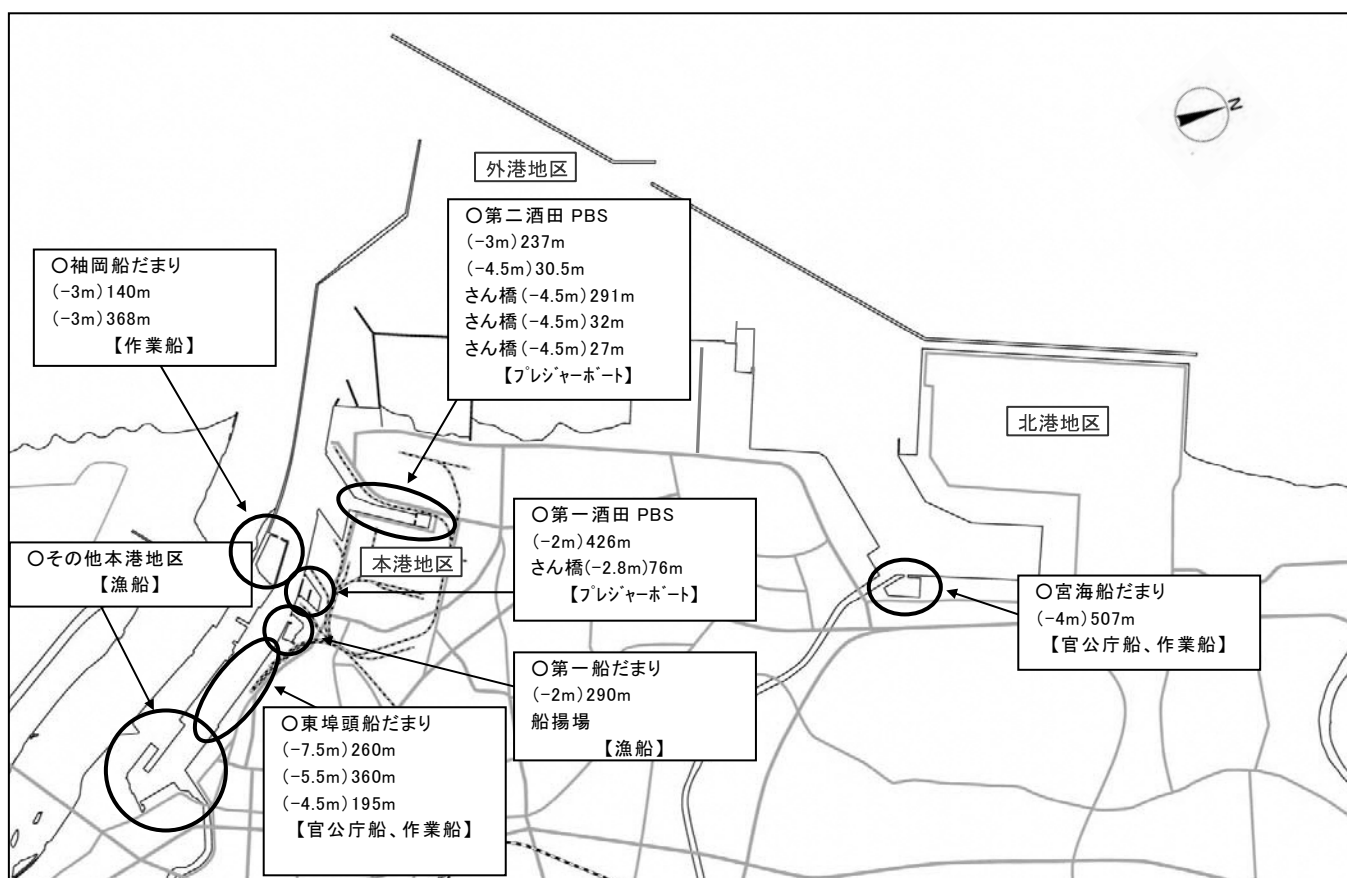 N
外港地区
○第二酒田 PBS
(-3m)237m
(-4.5m)30.5m
さん橋(-4.5m)291m
さん橋(-4.5m)32m
さん橋(-4.5m)27m
【プレジャーボート】
○袖岡船だまり
(-3m)140m
(-3m)368m
【作業船】
北港地区
○第一酒田 PBS
(-2m)426m
さん橋(-2.8m)76m
【プレジャーボート】
○その他本港地区
【漁船】
本港地区
○宮海船だまり
(-4m)507m
【官公庁船、作業船】
○第一船だまり
(-2m)290m
船揚場
【漁船】
○東埠頭船だまり
(-7.5m)260m
(-5.5m)360m
(-4.5m)195m
【官公庁船、作業船】